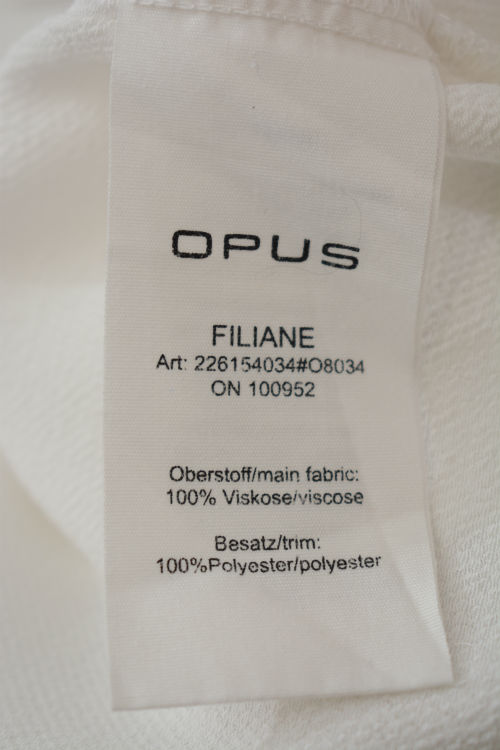 OPUS
FILIANE
Art: 226154034#O8034
ON 100952
Oberstoff/main fabric:
100% Viskose/viscose
Besatz/trim:
100%Polyester/polyester